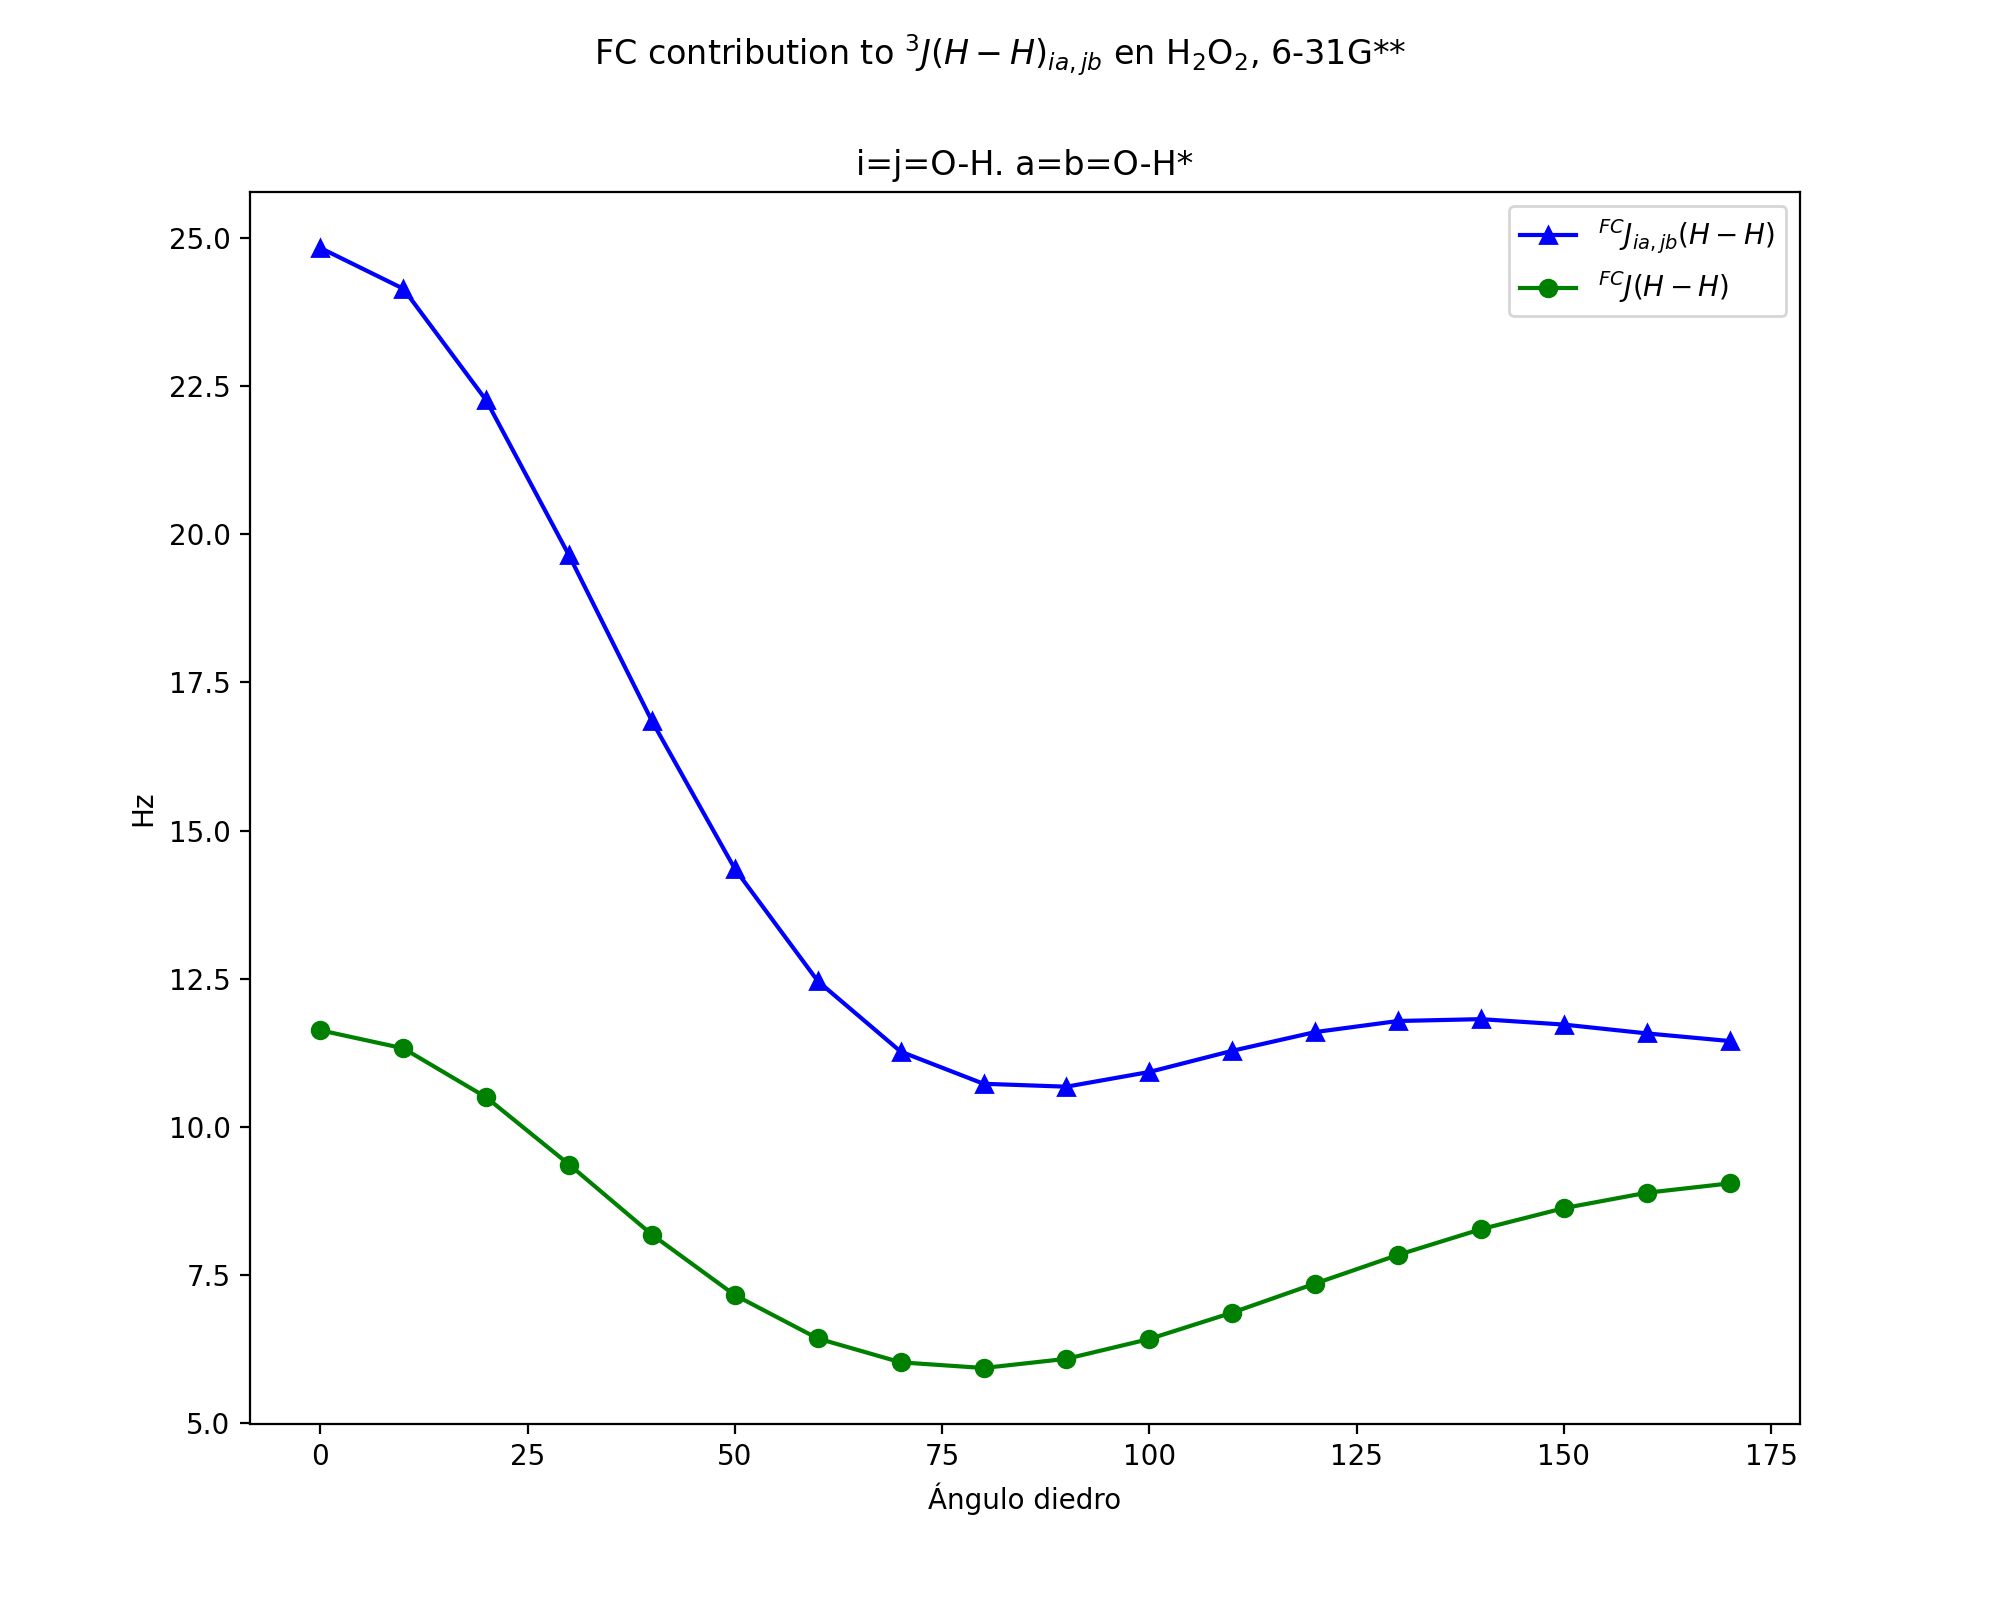 FC contribution to ³J(H − H)ᵢₐ,ⱼb en H₂O₂, 6-31G**
i=j=O-H. a=b=O-H*
25.0
22.5
20.0
17.5
15.0
12.5
10.0
7.5
5.0
Hz
FCJia,jb(H − H)
FCJ(H − H)
0 25 50 75 100 125 150 175
Ángulo diedro